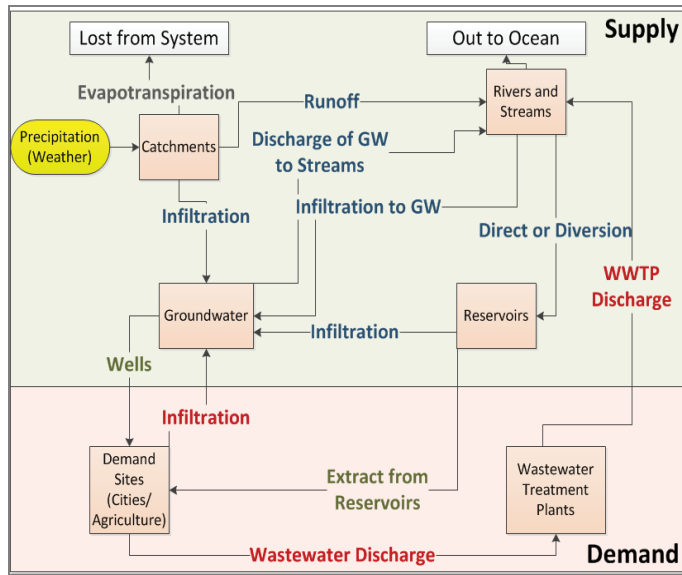 Supply
Lost from System
Out to Ocean
Evapotranspiration
Runoff
Rivers and
Streams
Precipitation
(Weather)
Catchments
Discharge of GW
to Streams
Infiltration
Infiltration to GW
Direct or Diversion
WWTP
Discharge
Groundwater
Infiltration
Reservoirs
Wells
Infiltration
Demand
Sites
(Cities/
Agriculture)
Extract from
Reservoirs
Wastewater
Treatment
Plants
Wastewater Discharge
Demand